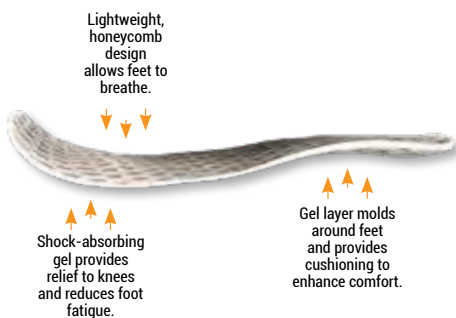 Lightweight,
honeycomb
design
allows feet to
breathe.
Shock-absorbing
gel provides
relief to knees
and reduces foot
fatigue.
Gel layer molds
around feet
and provides
cushioning to
enhance comfort.